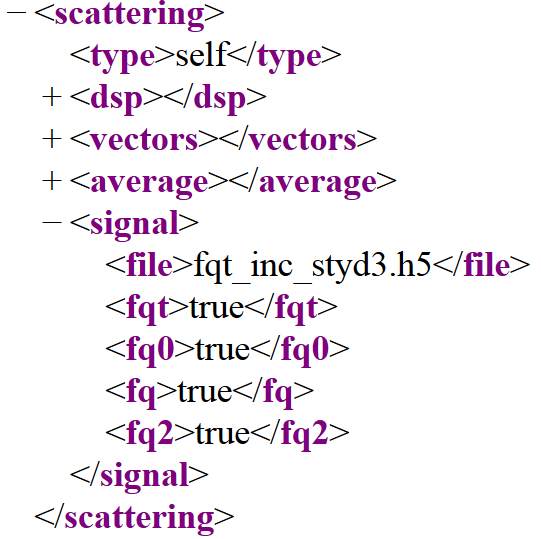 − <scattering>
<type>self</type>
+ <dsp></dsp>
+ <vectors></vectors>
+ <average></average>
− <signal>
<file>fqt_inc_styd3.h5</file>
<fqt>true</fqt>
<fq0>true</fq0>
<fq>true</fq>
<fq2>true</fq2>
</signal>
</scattering>